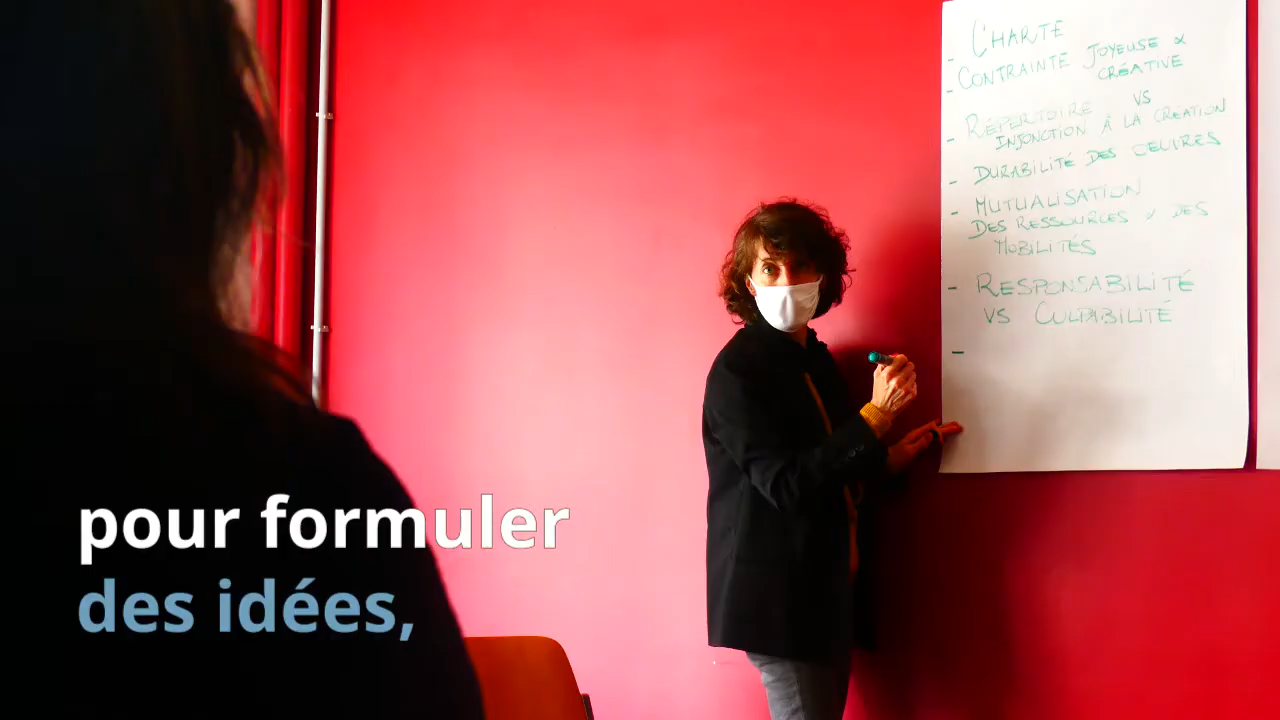 - CHARTE
- CONTRAINTE JOYEUSE &
CRÉATIVE
- RÉPERTOIRE VS
INJONCTION À LA CRÉATION
- DURABILITÉ DES OEUVRES
- MUTUALISATION
DES RESSOURCES & DES
MOBILITÉS
- RESPONSABILITÉ
VS CULPABILITÉ
-
pour formuler
des idées,